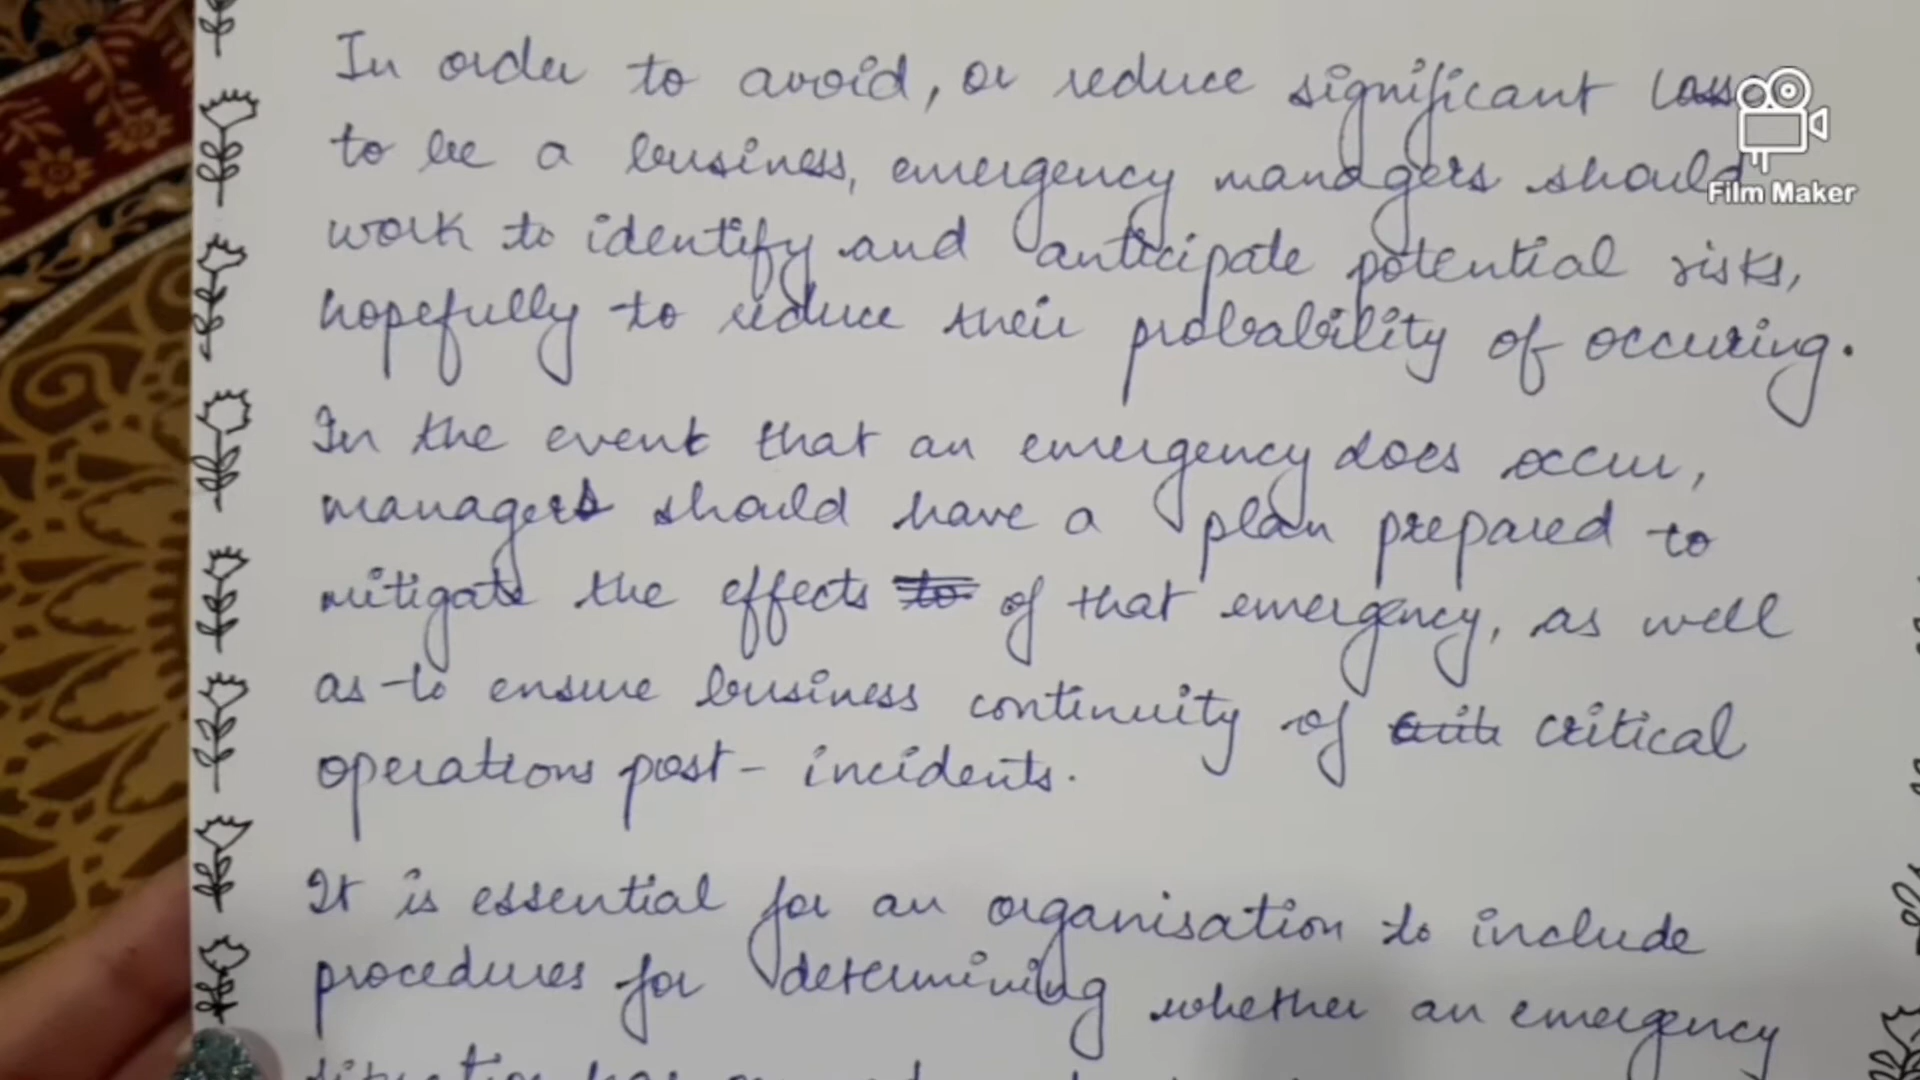 In order to avoid, or reduce significant
to be a business, emergency managers should
Film Maker
work to identify and anticipate potential risks,
hopefully to reduce their probability of occuring.
In the event that an emergency does occur,
managers should have a plan prepared to
mitigate the effects to of that emergency, as well
as to ensure business continuity of crit critical
operations post- incidents.
It is essential for an organisation to include
procedures for determining whether an emergency